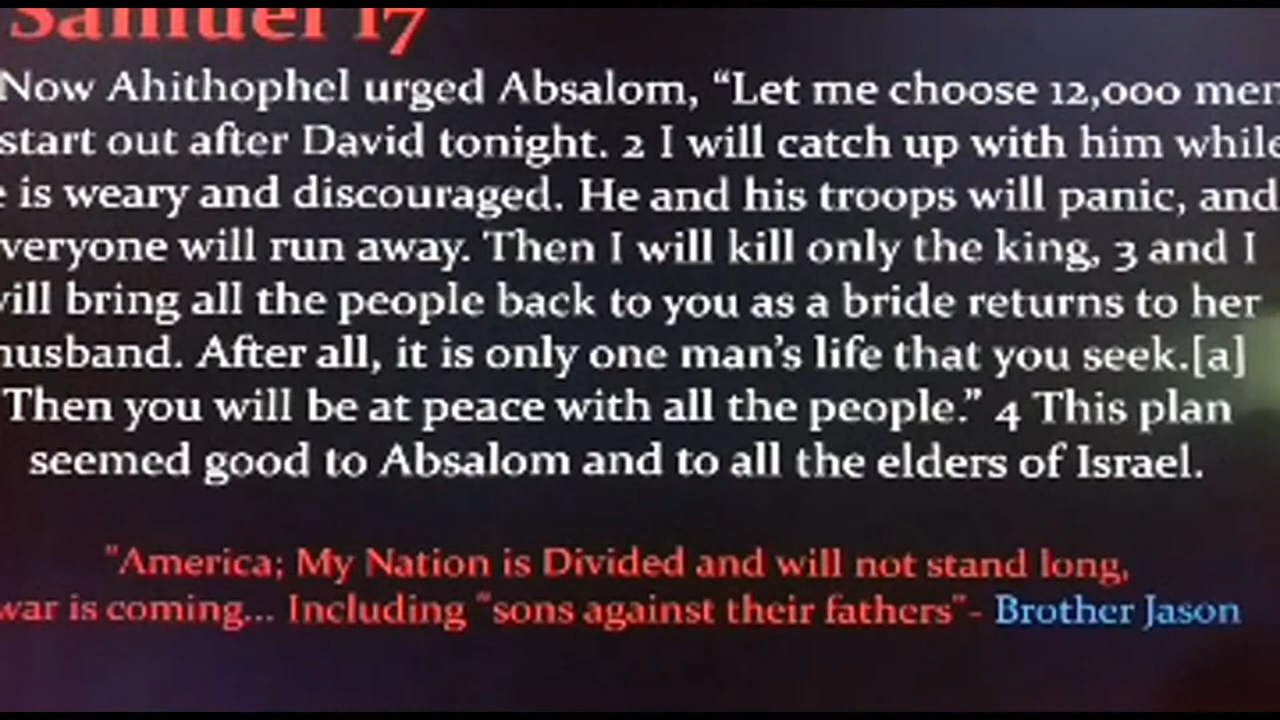 Samuel 17
Now Ahithophel urged Absalom, “Let me choose 12,000 men
start out after David tonight. 2 I will catch up with him while
is weary and discouraged. He and his troops will panic, and
will run away. Then I will kill only the king, 3 and I
bring all the people back to you as a bride returns to her
husband. After all, it is only one man’s life that you seek.[a]
Then you will be at peace with all the people.” 4 This plan
seemed good to Absalom and to all the elders of Israel.
"America; My Nation is Divided and will not stand long,
war is coming... Including "sons against their fathers"- Brother Jason